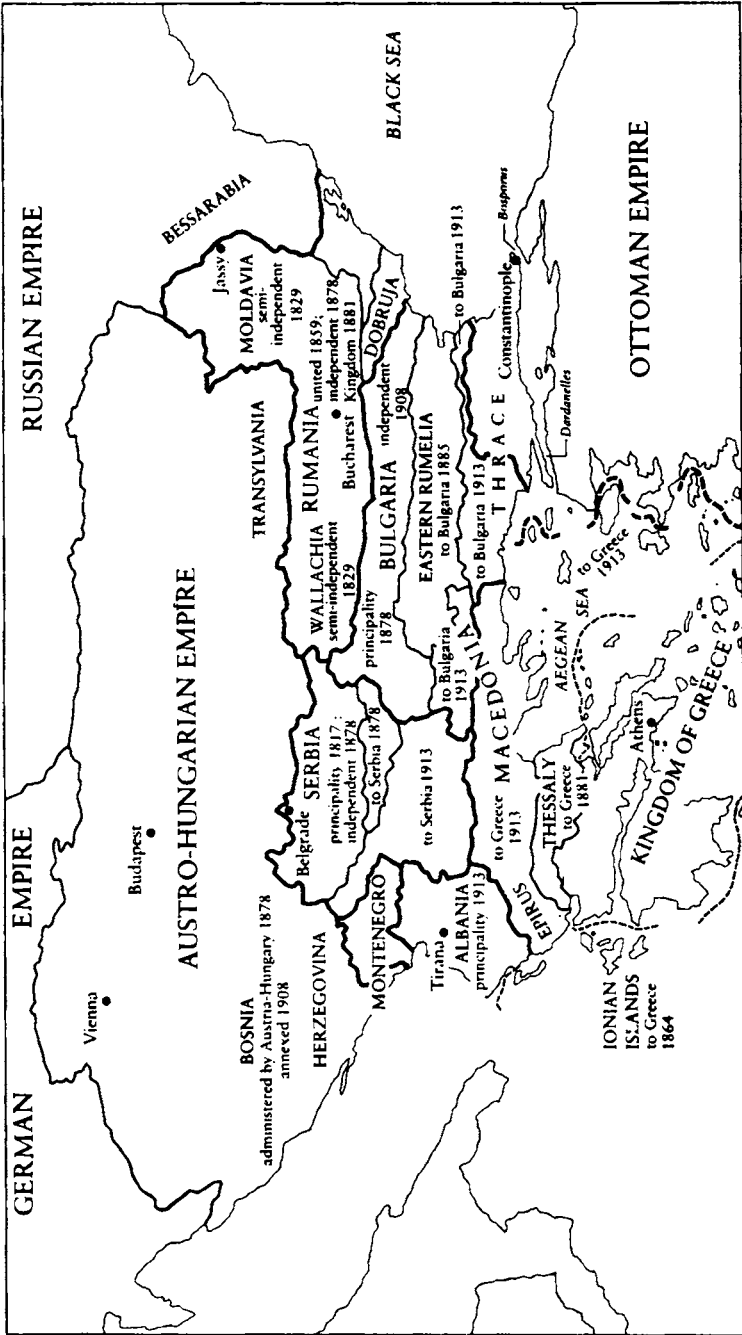 GERMAN
EMPIRE
RUSSIAN EMPIRE
Vienna
Budapest
AUSTRO-HUNGARIAN EMPIRE
TRANSYLVANIA
BESSARABIA
Jassy
MOLDAVIA
semi-
independent
1829
BOSNIA
administered by Austria-Hungary 1878
annexed 1908
HERZEGOVINA
Belgrade
SERBIA
principality 1817;
independent 1878
to Serbia 1878
WALLACHIA
semi-independent
1829
RUMANIA
united 1859;
independent 1878
Kingdom 1881
Bucharest
DOBRUJA
BLACK SEA
MONTENEGRO
to Serbia 1913
principality
1878
BULGARIA
independent
1908
EASTERN RUMELIA
to Bulgaria 1885
to Bulgaria
1913
to Bulgaria 1913
to Bulgaria 1913
Tirana
ALBANIA
principality 1913
MACEDONIA
to Greece
1913
THRACE
Constantinople
Bosporus
Dardanelles
EPIRUS
THESSALY
to Greece
1881
AEGEAN
SEA
to Greece
1913
OTTOMAN EMPIRE
IONIAN
ISLANDS
to Greece
1864
KINGDOM OF GREECE
Athens